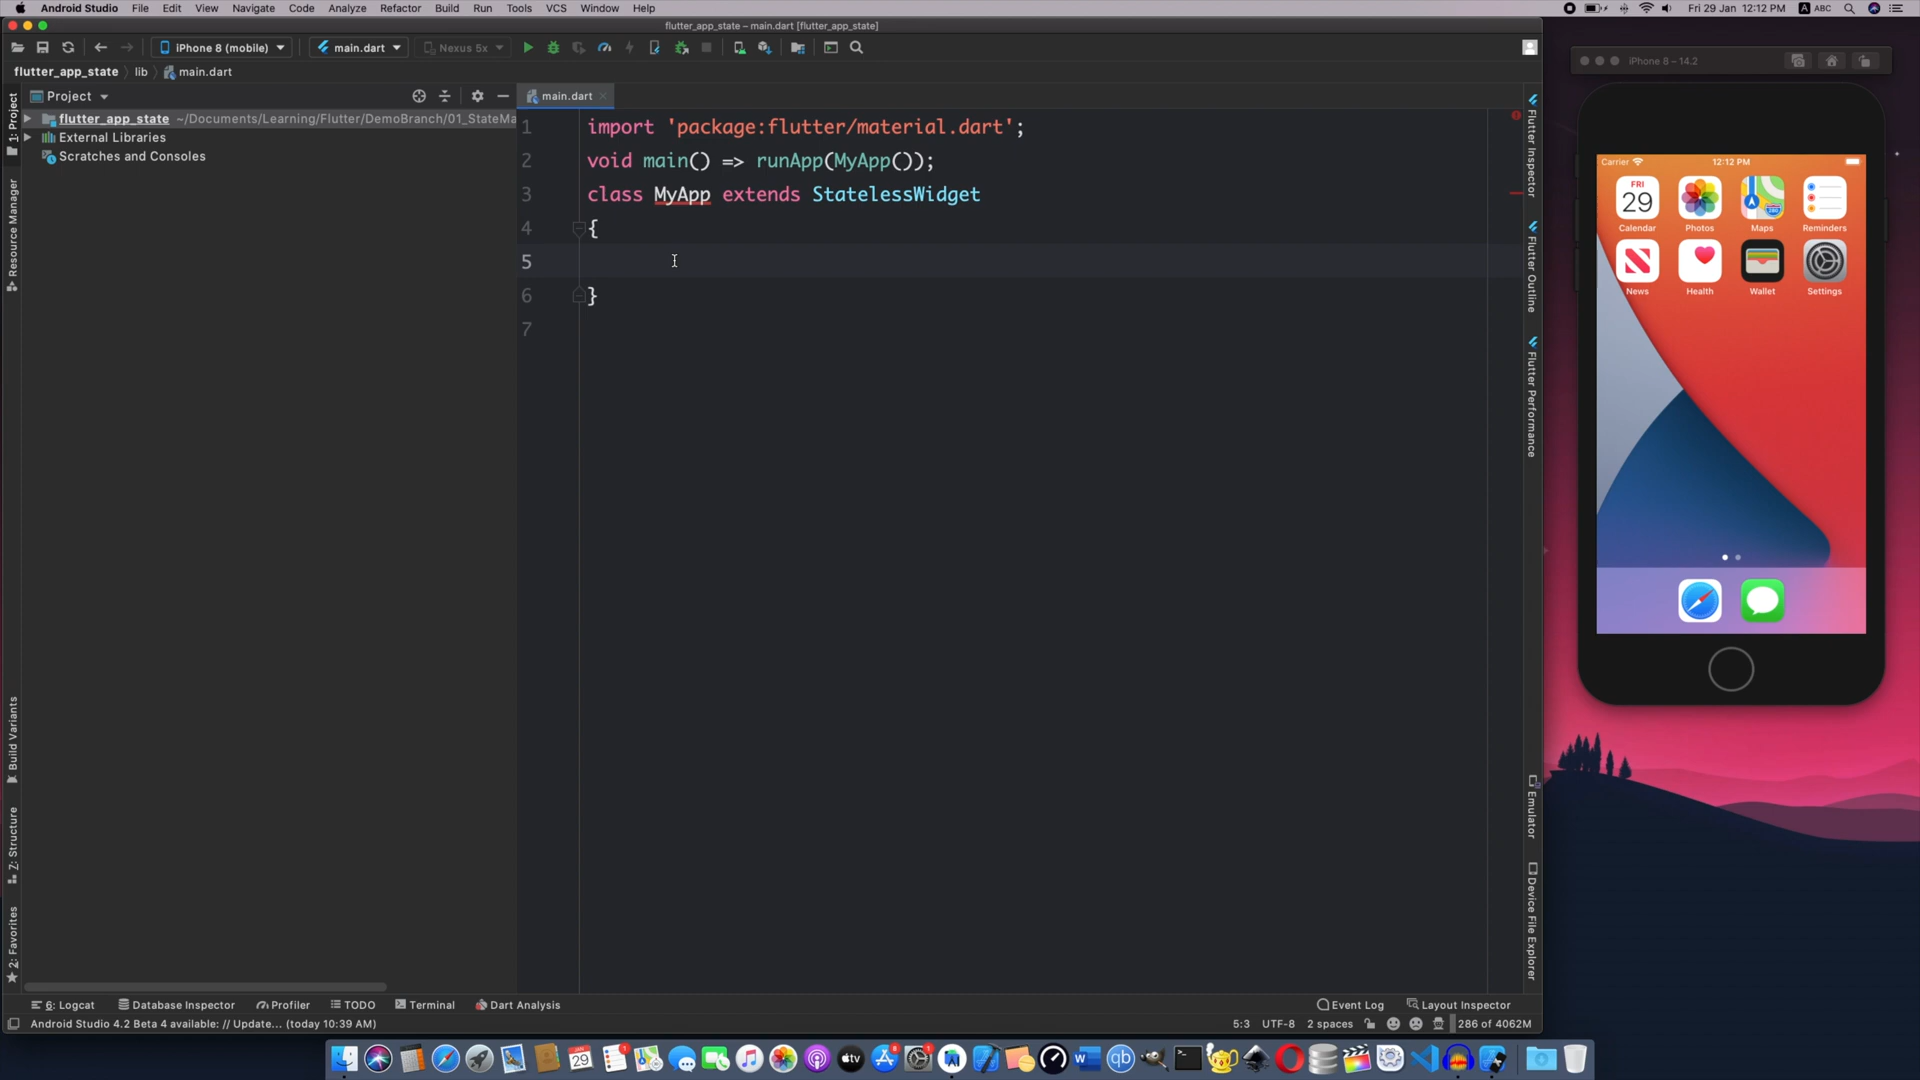 Android Studio File Edit View Navigate Code Analyze Refactor Build Run Tools VCS Window Help
ABC Fri 29 Jan 12:12 PM
flutter_app_state – main.dart [flutter_app_state]
iPhone 8 (mobile) main.dart Nexus 5x
flutter_app_state lib main.dart
Project
main.dart
flutter_app_state ~/Documents/Learning/Flutter/DemoBranch/01_StateMa
External Libraries
Scratches and Consoles
1: Project
Resource Manager
Build Variants
Z: Structure
2: Favorites
1 import 'package:flutter/material.dart';
2 void main() => runApp(MyApp());
3 class MyApp extends StatelessWidget
4 {
5
6 }
7
Flutter Inspector
Flutter Outline
Flutter Performance
Emulator
Device File Explorer
iPhone 8 – 14.2
Carrier 12:12 PM
FRI
29
Calendar Photos Maps Reminders
News Health Wallet Settings
6: Logcat Database Inspector Profiler TODO Terminal Dart Analysis Event Log Layout Inspector
Android Studio 4.2 Beta 4 available: // Update... (today 10:39 AM) 5:3 UTF-8 2 spaces 286 of 4062M